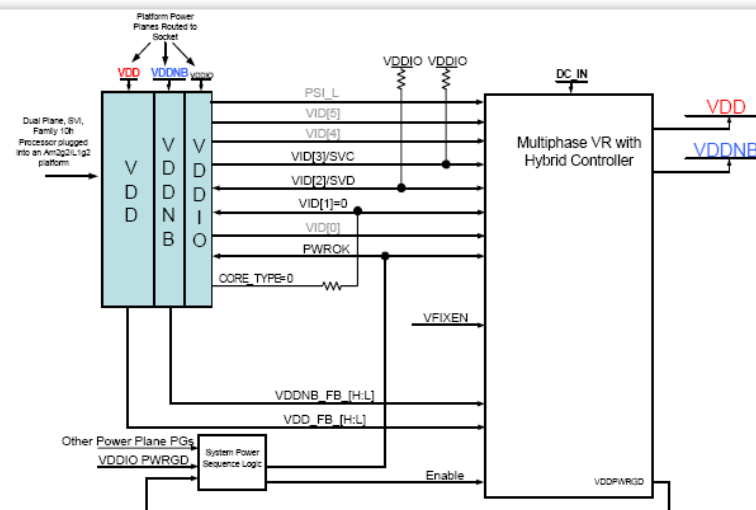 Platform Power
Planes Routed to
Socket
VDD VDDNB VDDIO
VDDIO VDDIO
DC_IN
PSI_L
VID[5]
VID[4]
VID[3]/SVC
VID[2]/SVD
VID[1]=0
VID[0]
PWROK
CORE_TYPE=0
Dual Plane, SVI,
Family 10h
Processor plugged
into an Am2g2/L1g2
platform
VDD
VDDNB
VDDIO
Multiphase VR with
Hybrid Controller
VDD
VDDNB
VFIXEN
VDDNB_FB_[H:L]
VDD_FB_[H:L]
Other Power Plane PGs
VDDIO PWRGD
System Power
Sequence Logic
Enable
VDDPWRGD